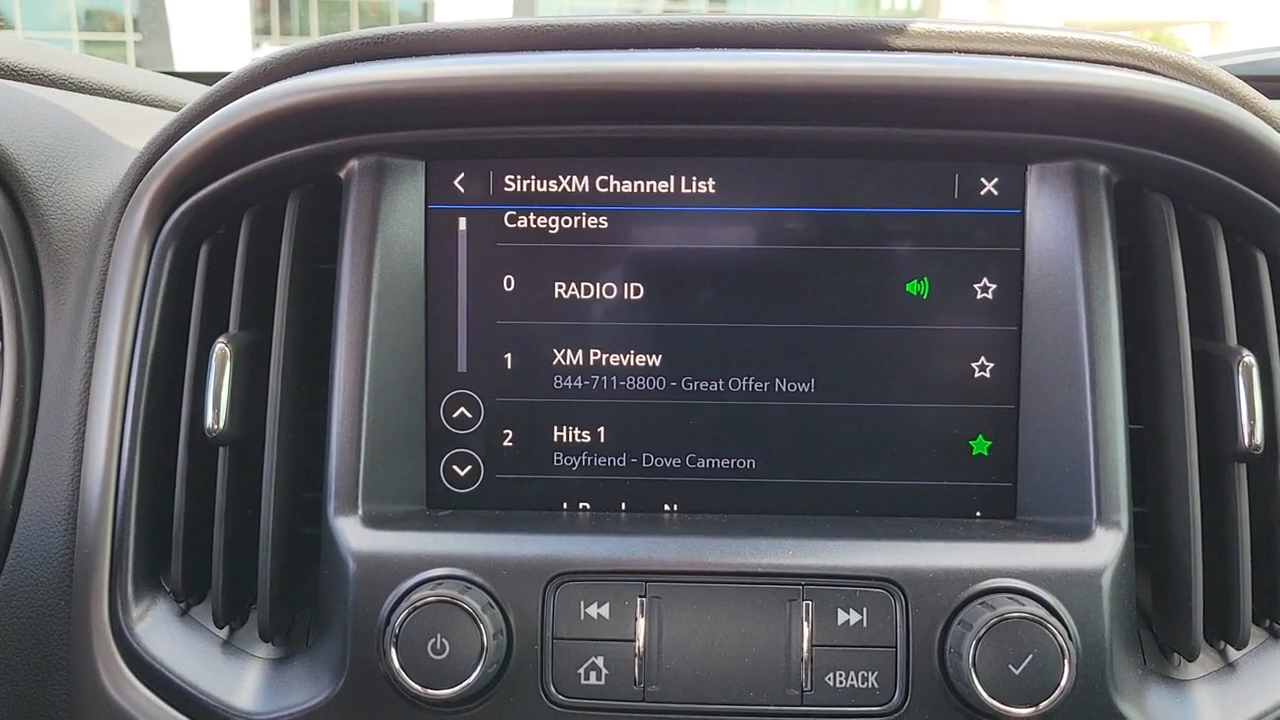 SiriusXM Channel List
Categories
0 RADIO ID
1 XM Preview
844-711-8800 - Great Offer Now!
2 Hits 1
Boyfriend - Dove Cameron
BACK